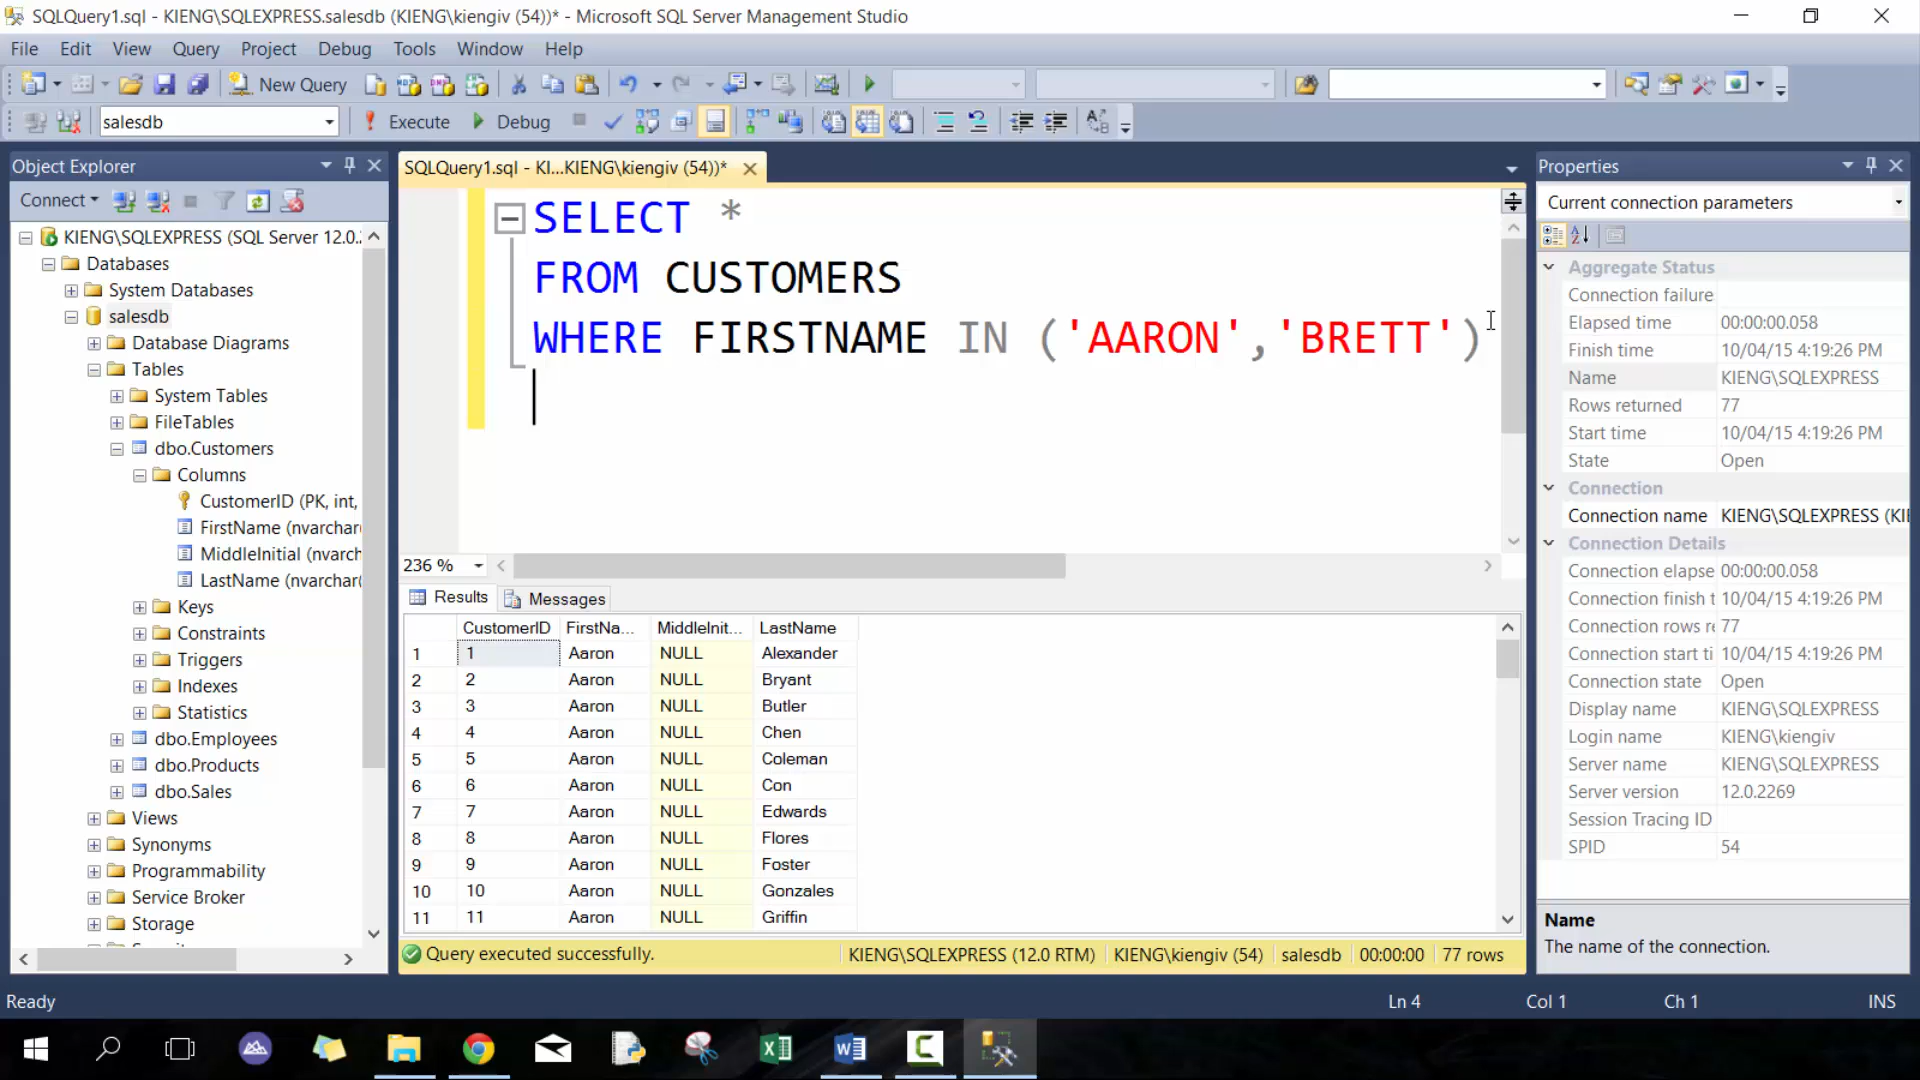 SQLQuery1.sql - KIENG\SQLEXPRESS.salesdb (KIENG\kiengiv (54))* - Microsoft SQL Server Management Studio
File Edit View Query Project Debug Tools Window Help
New Query
salesdb Execute Debug
Object Explorer
Connect
KIENG\SQLEXPRESS (SQL Server 12.0.
Databases
System Databases
salesdb
Database Diagrams
Tables
System Tables
FileTables
dbo.Customers
Columns
CustomerID (PK, int,
FirstName (nvarchar
MiddleInitial (nvarch
LastName (nvarchar(
Keys
Constraints
Triggers
Indexes
Statistics
dbo.Employees
dbo.Products
dbo.Sales
Views
Synonyms
Programmability
Service Broker
Storage
SQLQuery1.sql - KI...KIENG\kiengiv (54))*
SELECT *
FROM CUSTOMERS
WHERE FIRSTNAME IN ('AARON','BRETT')
236 %
Results Messages
CustomerID FirstNa... MiddleInit... LastName
1 1 Aaron NULL Alexander
2 2 Aaron NULL Bryant
3 3 Aaron NULL Butler
4 4 Aaron NULL Chen
5 5 Aaron NULL Coleman
6 6 Aaron NULL Con
7 7 Aaron NULL Edwards
8 8 Aaron NULL Flores
9 9 Aaron NULL Foster
10 10 Aaron NULL Gonzales
11 11 Aaron NULL Griffin
Query executed successfully. KIENG\SQLEXPRESS (12.0 RTM) KIENG\kiengiv (54) salesdb 00:00:00 77 rows
Properties
Current connection parameters
Aggregate Status
Connection failure
Elapsed time 00:00:00.058
Finish time 10/04/15 4:19:26 PM
Name KIENG\SQLEXPRESS
Rows returned 77
Start time 10/04/15 4:19:26 PM
State Open
Connection
Connection name KIENG\SQLEXPRESS (KI
Connection Details
Connection elapse 00:00:00.058
Connection finish t 10/04/15 4:19:26 PM
Connection rows re 77
Connection start ti 10/04/15 4:19:26 PM
Connection state Open
Display name KIENG\SQLEXPRESS
Login name KIENG\kiengiv
Server name KIENG\SQLEXPRESS
Server version 12.0.2269
Session Tracing ID
SPID 54
Name
The name of the connection.
Ready Ln 4 Col 1 Ch 1 INS